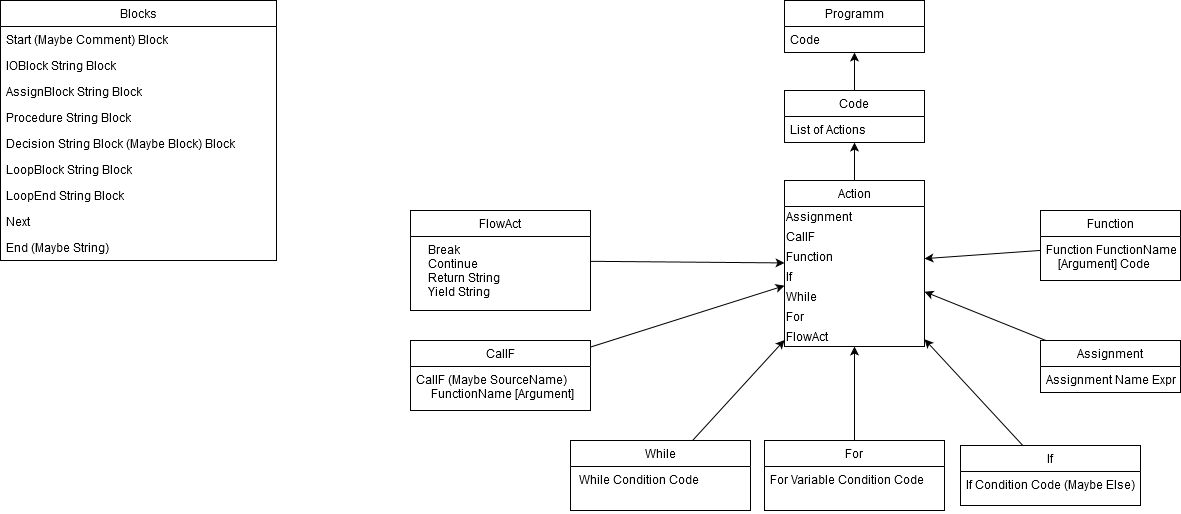 Blocks
Start (Maybe Comment) Block
IOBlock String Block
AssignBlock String Block
Procedure String Block
Decision String Block (Maybe Block) Block
LoopBlock String Block
LoopEnd String Block
Next
End (Maybe String)
Programm
Code
Code
List of Actions
Action
Assignment
CallF
Function
If
While
For
FlowAct
FlowAct
Break
Continue
Return String
Yield String
Function
Function FunctionName
[Argument] Code
CallF
CallF (Maybe SourceName)
FunctionName [Argument]
Assignment
Assignment Name Expr
While
While Condition Code
For
For Variable Condition Code
If
If Condition Code (Maybe Else)